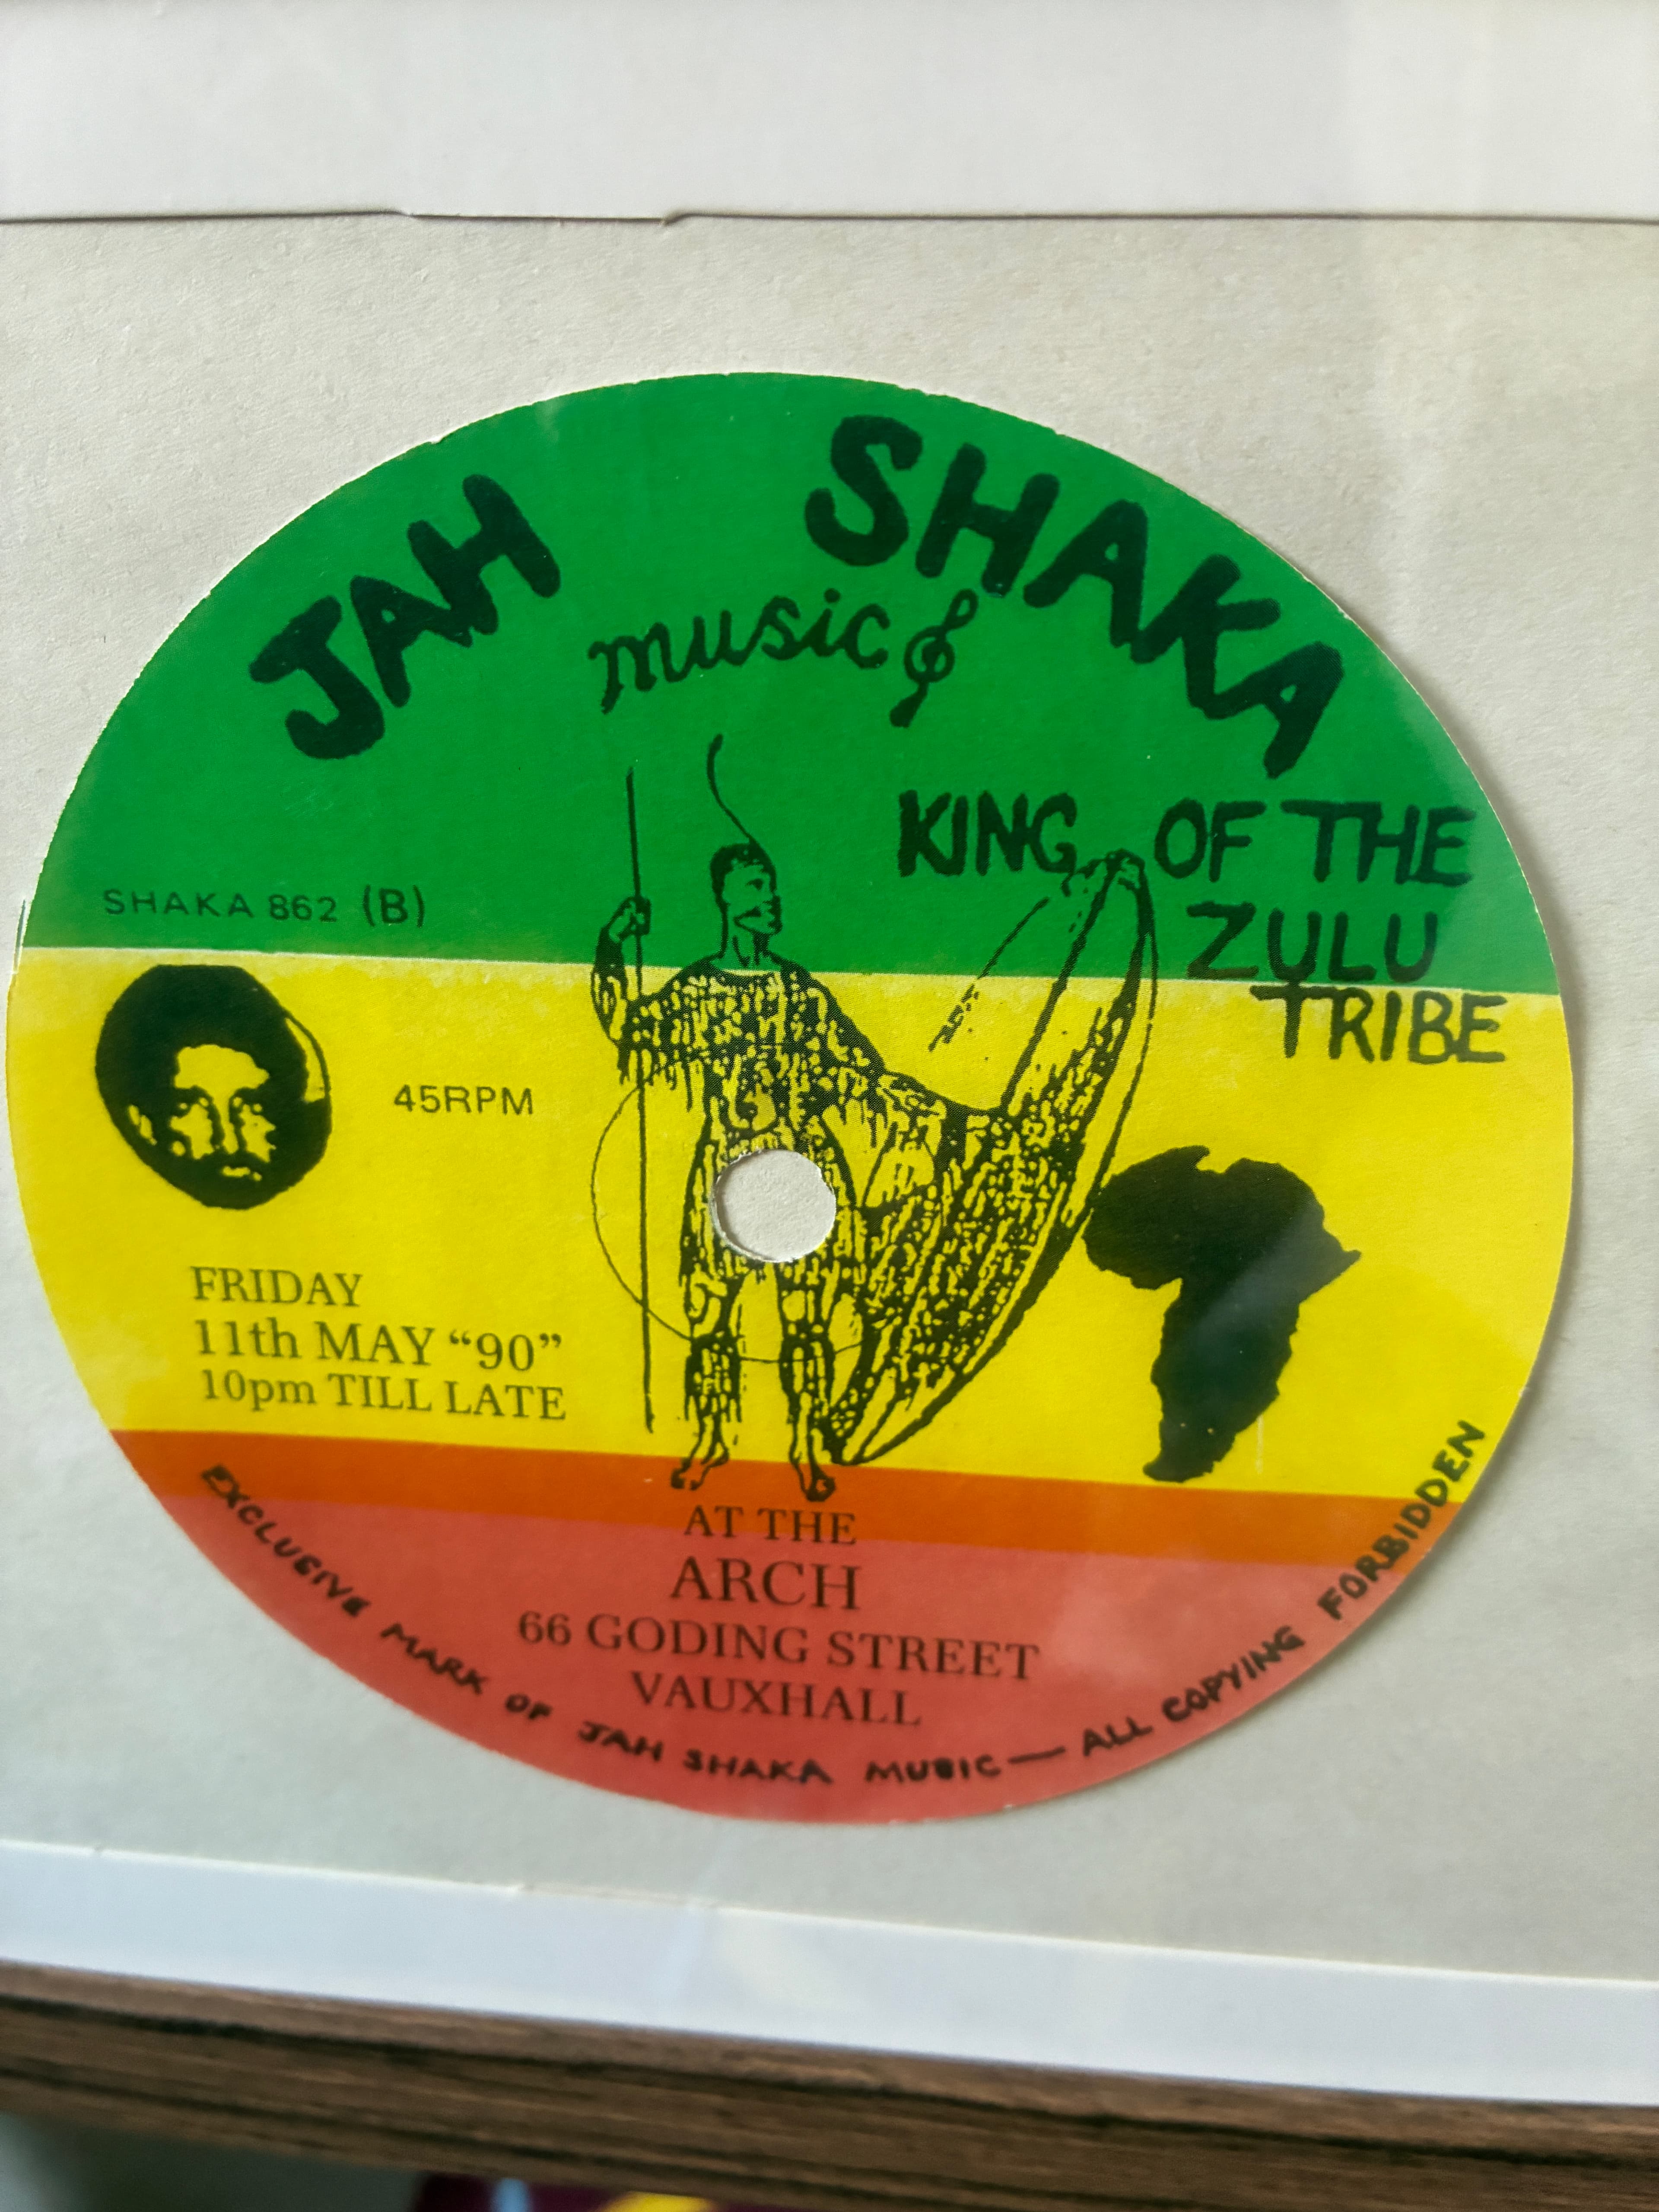 JAH SHAKA
music
KING OF THE
ZULU
TRIBE
SHAKA 862 (B)
45RPM
FRIDAY
11th MAY “90”
10pm TILL LATE
AT THE
ARCH
66 GODING STREET
VAUXHALL
EXCLUSIVE MARK OF JAH SHAKA MUSIC — ALL COPYING FORBIDDEN